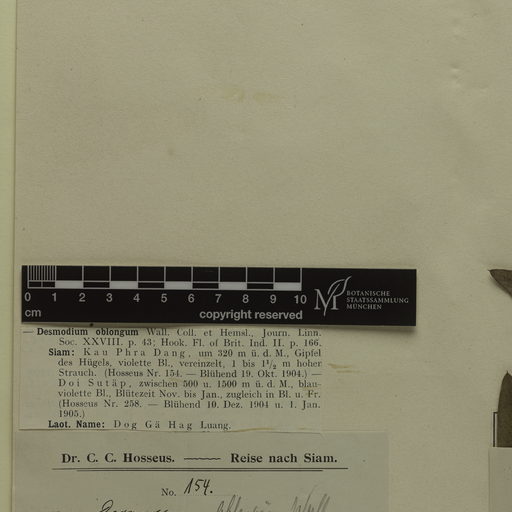 0 1 2 3 4 5 6 7 8 9 10
cm
copyright reserved
BOTANISCHE
STAATSSAMMLUNG
MÜNCHEN
— Desmodium oblongum Wall. Coll. et Hemsl., Journ. Linn.
Soc. XXVIII. p. 43; Hook. Fl. of Brit. Ind. II. p. 166.
Siam: Kau Phra Dang, um 320 m ü. d. M., Gipfel
des Hügels, violette Bl., vereinzelt, 1 bis 1½ m hoher
Strauch. (Hosseus Nr. 154. — Blühend 19. Okt. 1904.) —
Doi Sutäp, zwischen 500 u. 1500 m ü. d. M., blau-
violette Bl., Blütezeit Nov. bis Jan., zugleich in Bl. u. Fr.
(Hosseus Nr. 258. — Blühend 10. Dez. 1904 u. 1. Jan.
1905.)
Laot. Name: Dog Gä Hag Luang.
Dr. C. C. Hosseus. — Reise nach Siam.
No. 154.